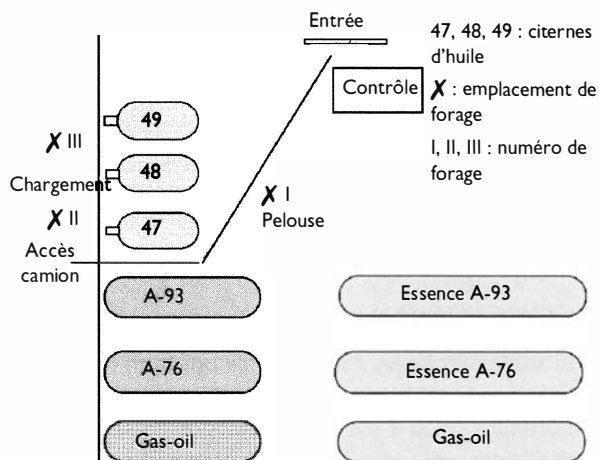 Entrée
47, 48, 49 : citernes
d'huile
Contrôle
X : emplacement de
forage
I, II, III : numéro de
forage
49
X III
48
Chargement
X I
Pelouse
X II
47
Accès
camion
A-93
Essence A-93
A-76
Essence A-76
Gas-oil
Gas-oil